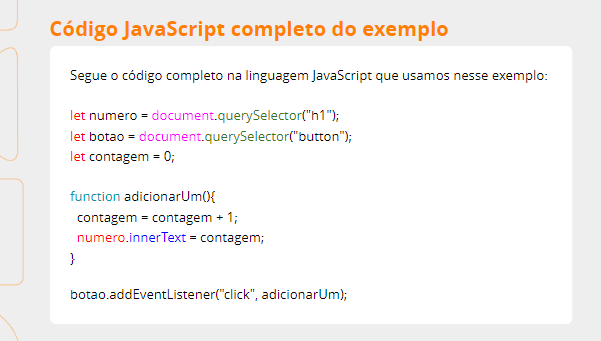 Código JavaScript completo do exemplo
Segue o código completo na linguagem JavaScript que usamos nesse exemplo:
let numero = document.querySelector("h1");
let botao = document.querySelector("button");
let contagem = 0;
function adicionarUm(){
contagem = contagem + 1;
numero.innerText = contagem;
}
botao.addEventListener("click", adicionarUm);